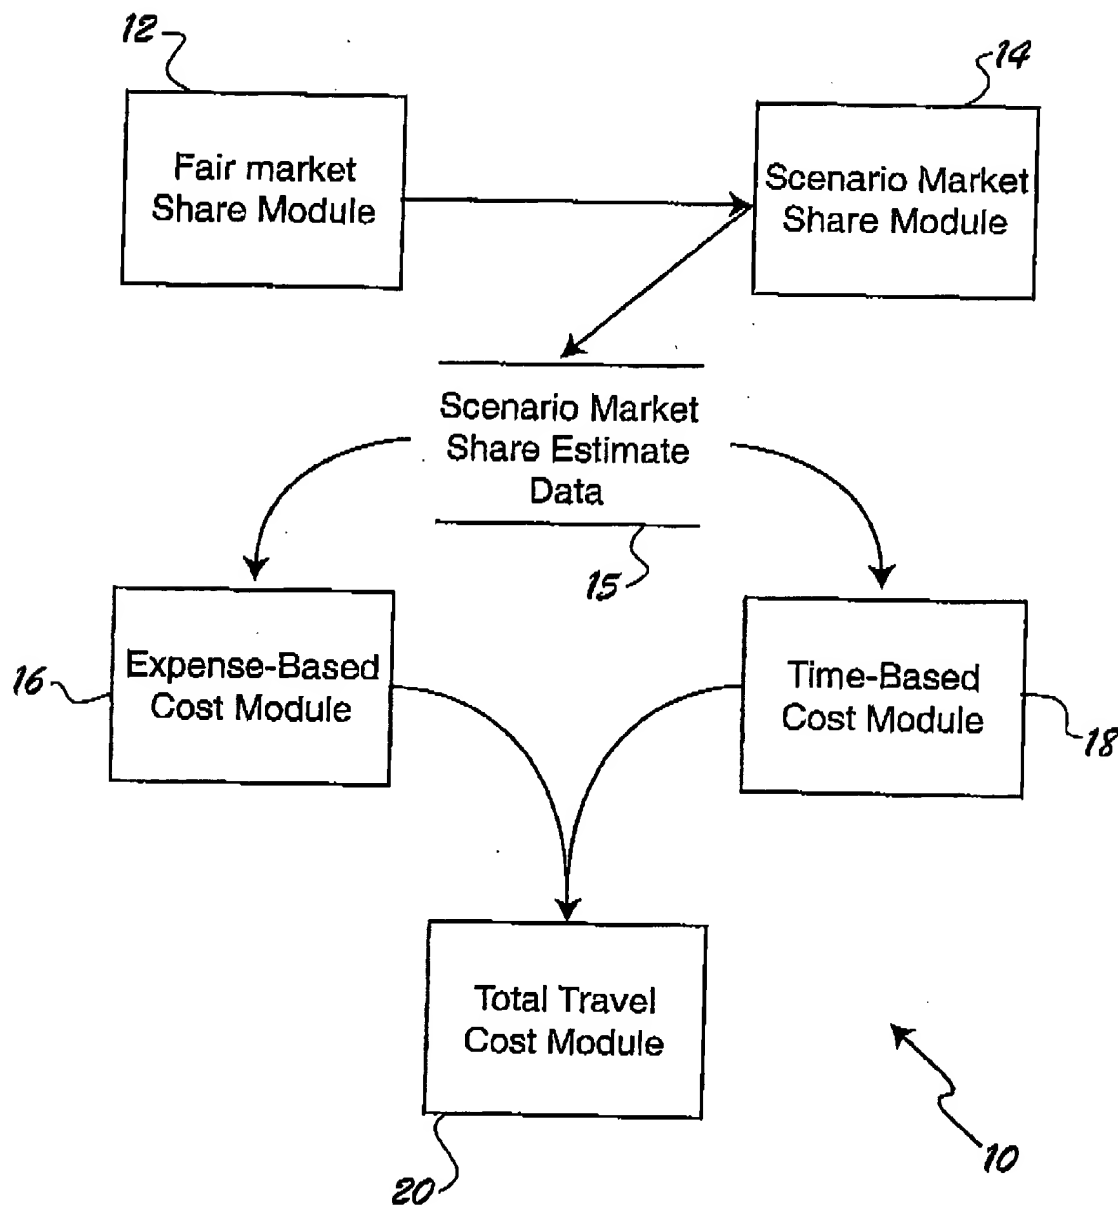 12
14
Fair market
Share Module
Scenario Market
Share Module
Scenario Market
Share Estimate
Data
15
16
Expense-Based
Cost Module
Time-Based
Cost Module
18
Total Travel
Cost Module
20
10